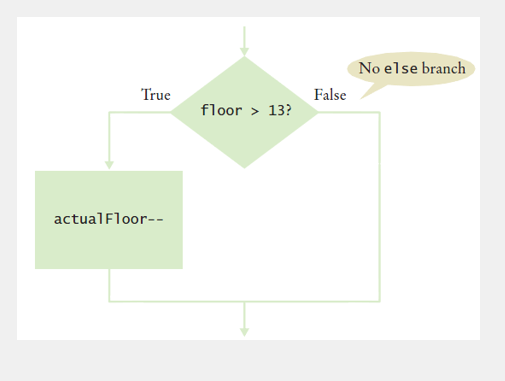 No else branch
True
False
floor > 13?
actualFloor--